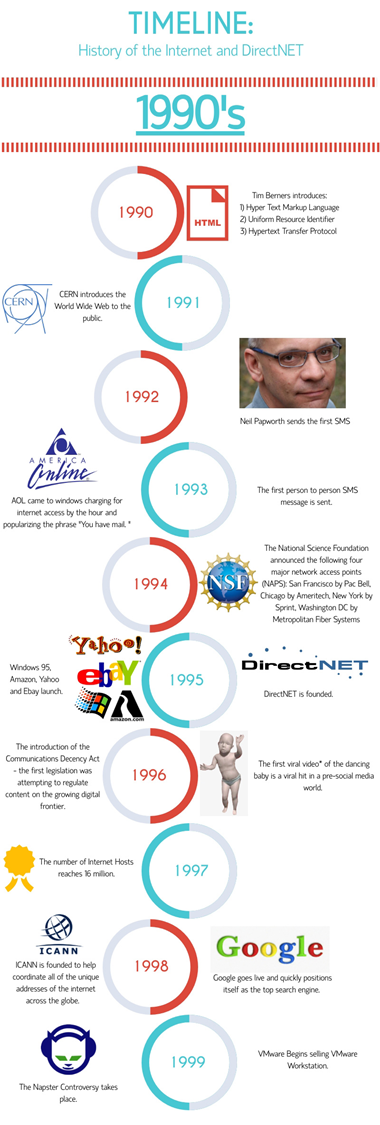 TIMELINE:
History of the Internet and DirectNET
1990's
1990
HTML
Tim Berners introduces:
1) Hyper Text Markup Language
2) Uniform Resource Identifier
3) Hypertext Transfer Protocol
CERN
CERN introduces the
World Wide Web to the
public.
1991
1992
Neil Papworth sends the first SMS
AMERICA
Online
AOL came to windows charging for
internet access by the hour and
popularizing the phrase "You have mail. "
1993
The first person to person SMS
message is sent.
1994
NSF
The National Science Foundation
announced the following four
major network access points
(NAPS): San Francisco by Pac Bell,
Chicago by Ameritech, New York by
Sprint, Washington DC by
Metropolitan Fiber Systems
Windows 95,
Amazon, Yahoo
and Ebay launch.
Yahoo!
ebaY
amazon.com
1995
DirectNET
DirectNET is founded.
The introduction of the
Communications Decency Act
- the first legislation was
attempting to regulate
content on the growing digital
frontier.
1996
The first viral video" of the dancing
baby is a viral hit in a pre-social media
world.
The number of Internet Hosts
reaches 16 million.
1997
ICANN
ICANN is founded to help
coordinate all of the unique
addresses of the internet
across the globe.
1998
Google
Google goes live and quickly positions
itself as the top search engine.
The Napster Controversy takes
place.
1999
VMware Begins selling VMware
Workstation.